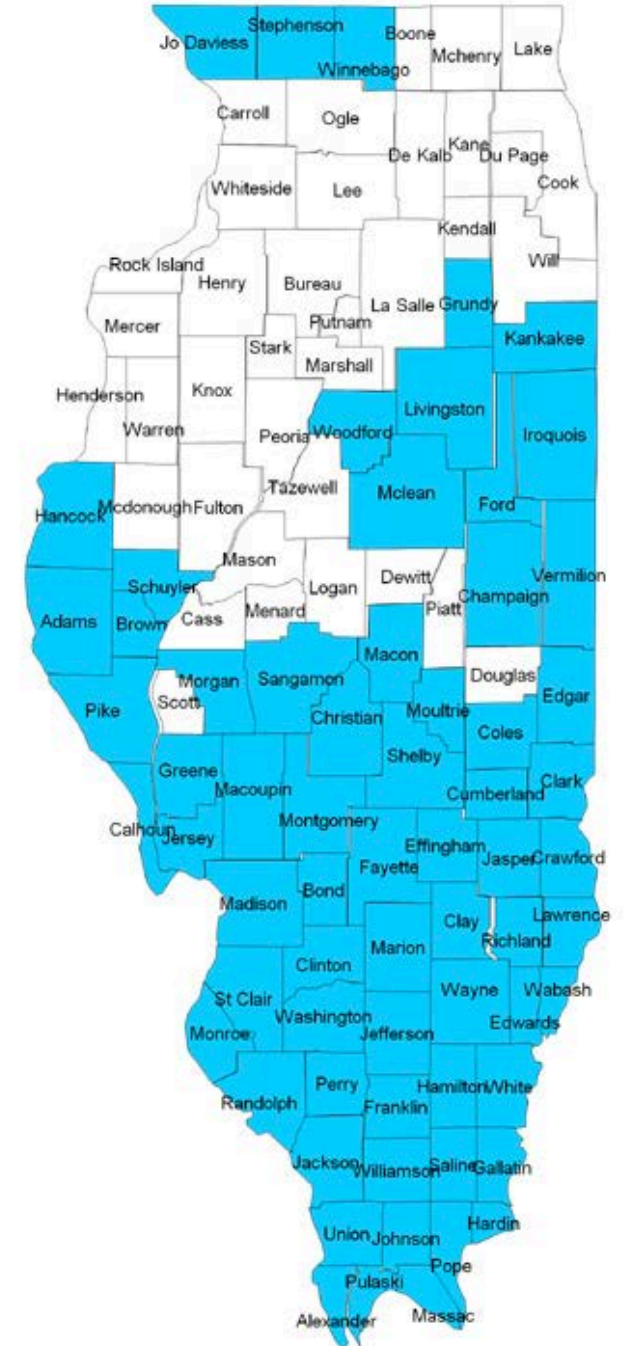 Jo Daviess
Stephenson
Winnebago
Boone
Mchenry
Lake
Carroll
Ogle
De Kalb
Kane
Du Page
Cook
Whiteside
Lee
Kendall
Will
Rock Island
Henry
Bureau
La Salle
Grundy
Putnam
Mercer
Kankakee
Stark
Marshall
Henderson
Knox
Warren
Peoria
Woodford
Livingston
Iroquois
Hancock
Mcdonough
Fulton
Tazewell
Mclean
Ford
Mason
Schuyler
Logan
Dewitt
Vermilion
Adams
Brown
Cass
Menard
Piatt
Champaign
Macon
Pike
Scott
Morgan
Sangamon
Douglas
Christian
Moultrie
Edgar
Coles
Shelby
Greene
Macoupin
Cumberland
Clark
Calhoun
Jersey
Montgomery
Effingham
Fayette
Jasper
Crawford
Madison
Bond
Clay
Lawrence
Richland
Marion
Clinton
St Clair
Wayne
Wabash
Washington
Edwards
Monroe
Jefferson
Randolph
Perry
Hamilton
White
Franklin
Jackson
Williamson
Saline
Gallatin
Union
Johnson
Hardin
Pope
Pulaski
Alexander
Massac